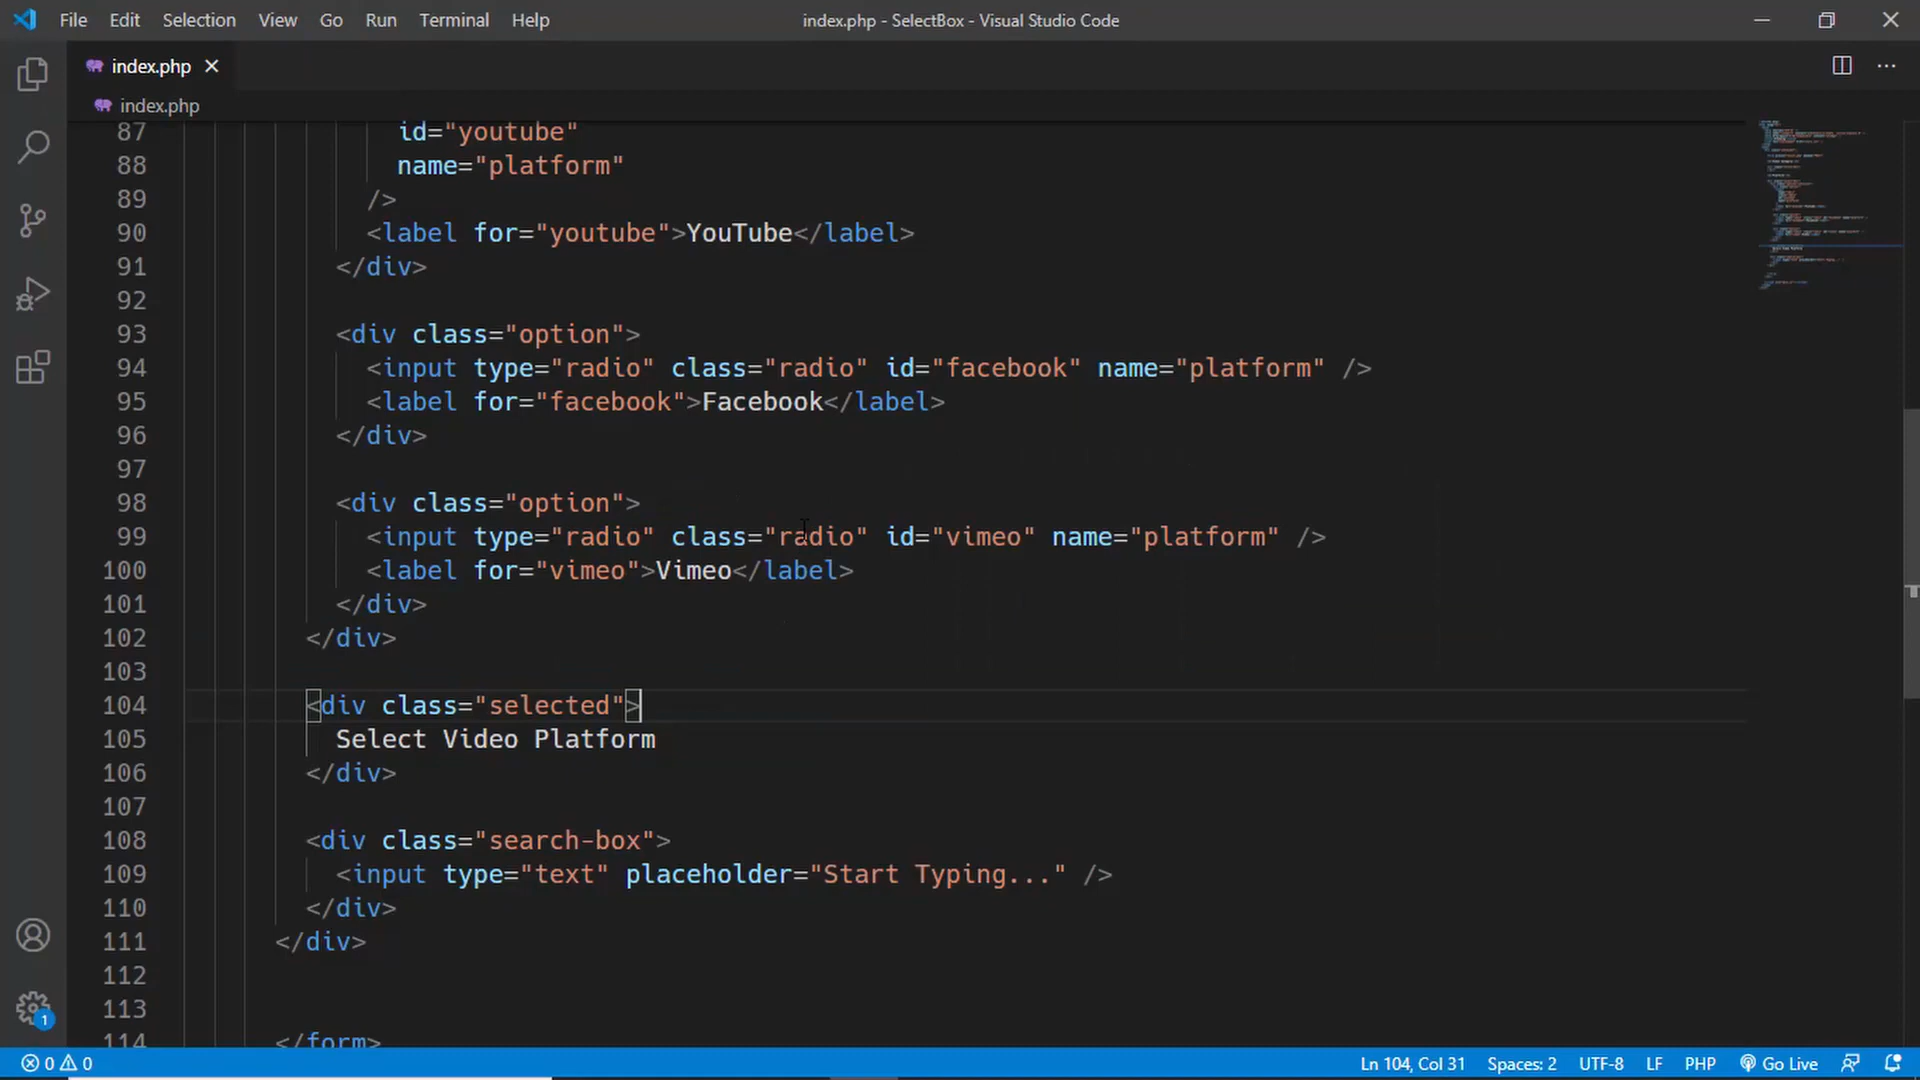 File Edit Selection View Go Run Terminal Help index.php - SelectBox - Visual Studio Code
index.php
index.php
87 id="youtube"
88 name="platform"
89 />
90 <label for="youtube">YouTube</label>
91 </div>
92
93 <div class="option">
94 <input type="radio" class="radio" id="facebook" name="platform" />
95 <label for="facebook">Facebook</label>
96 </div>
97
98 <div class="option">
99 <input type="radio" class="radio" id="vimeo" name="platform" />
100 <label for="vimeo">Vimeo</label>
101 </div>
102 </div>
103
104 <div class="selected">
105 Select Video Platform
106 </div>
107
108 <div class="search-box">
109 <input type="text" placeholder="Start Typing..." />
110 </div>
111 </div>
112
113
114 </form>
1
0 0 Ln 104, Col 31 Spaces: 2 UTF-8 LF PHP Go Live